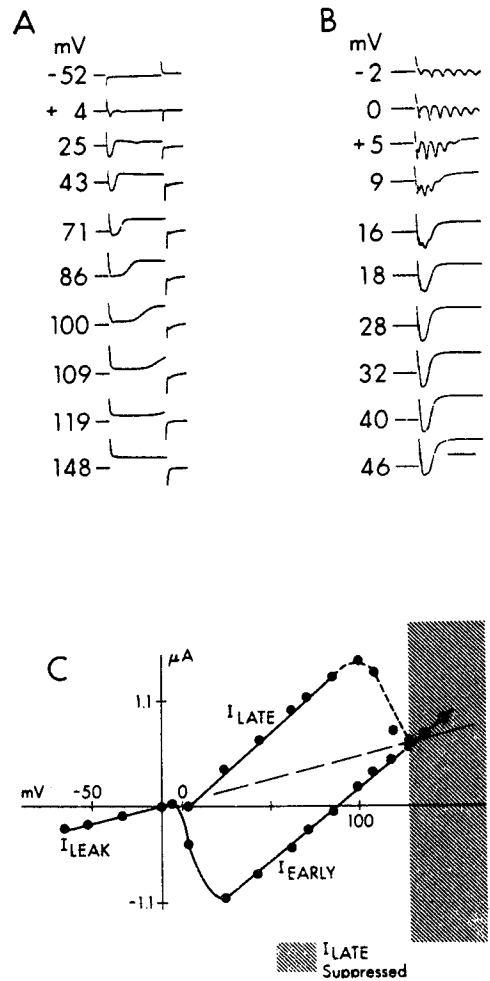 A
mV
-52
+ 4
25
43
71
86
100
109
119
148
B
mV
-2
0
+5
9
16
18
28
32
40
46
C
μA
1.1
I LATE
mV
-50
0
100
I LEAK
I EARLY
-1.1
I LATE
Suppressed